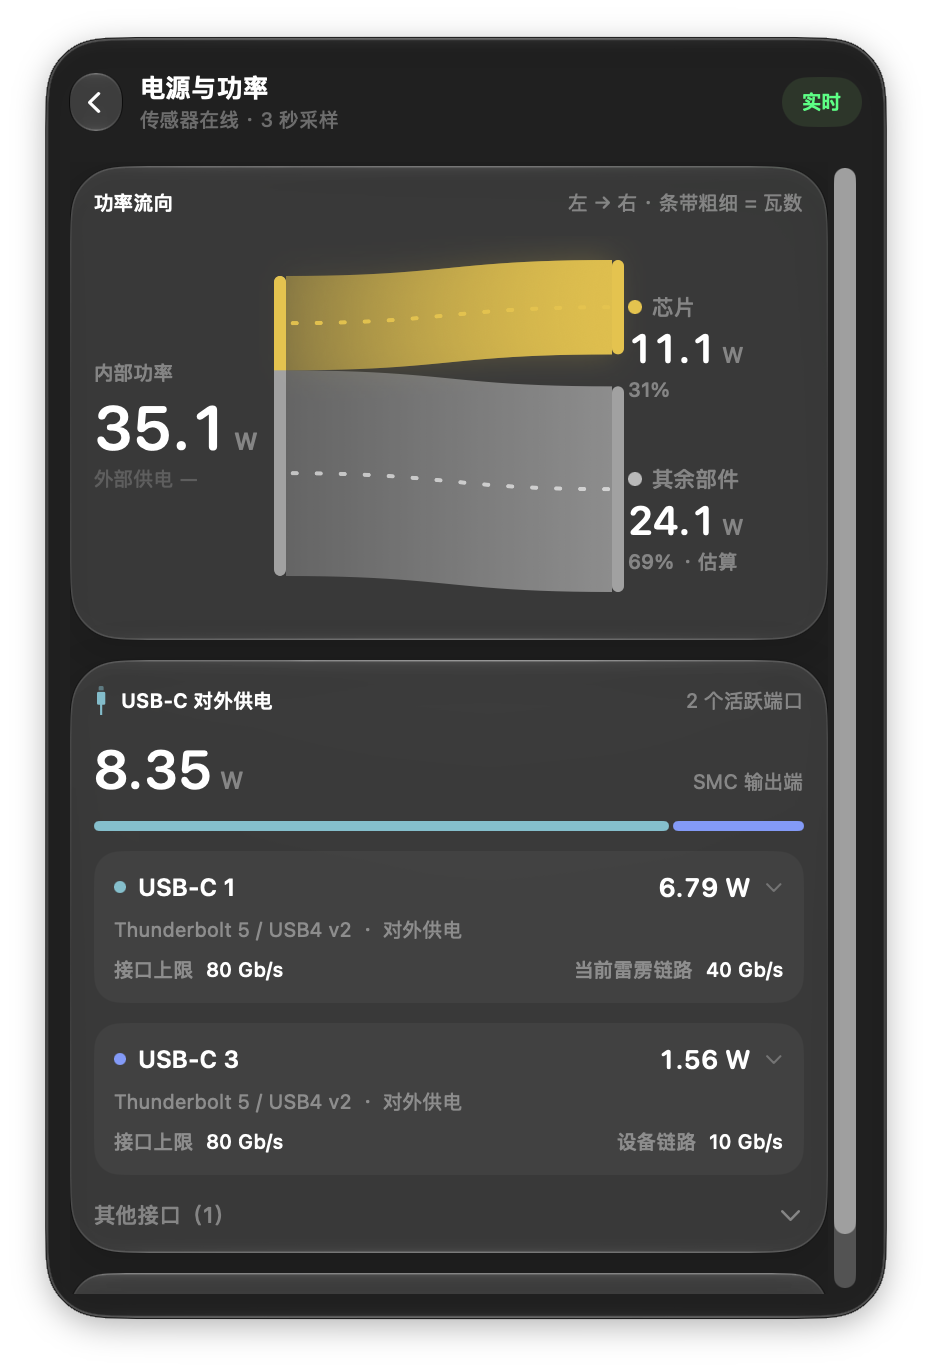 电源与功率
传感器在线 · 3 秒采样
实时
功率流向
左 → 右 · 条带粗细 = 瓦数
内部功率
35.1 W
外部供电 —
芯片
11.1 W
31%
其余部件
24.1 W
69% · 估算
USB-C 对外供电
2 个活跃端口
8.35 W
SMC 输出端
USB-C 1
6.79 W
Thunderbolt 5 / USB4 v2 · 对外供电
接口上限 80 Gb/s
当前雷雳链路 40 Gb/s
USB-C 3
1.56 W
Thunderbolt 5 / USB4 v2 · 对外供电
接口上限 80 Gb/s
设备链路 10 Gb/s
其他接口（1）